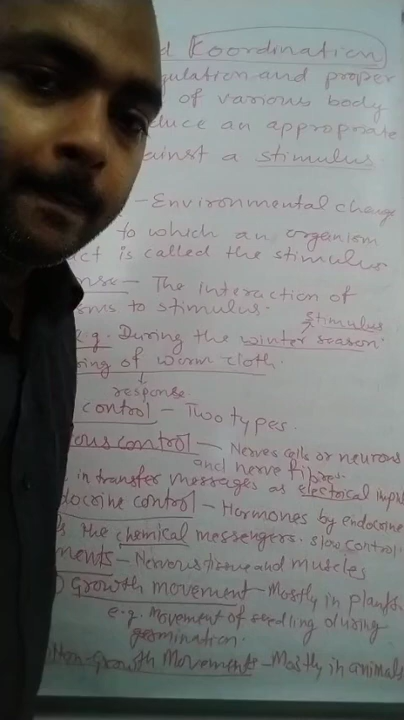 d Koordination
gulation and proper
of various body
duce an appropriate
ainst a stimulus
- Environmental change
to which an organism
act is called the stimulus
nse - The interaction of
sms to stimulus. stimulus
e.g. During the winter season.
ring of warm cloth.
response.
control - Two types.
ous control - Nerves cells or neurons
and nerve fibres
in transfer messages as electrical impul
docrine control - Hormones by endocrine
the chemical messengers. slow control.
ments - Nervous tissue and muscles
Growth movement - Mostly in plants.
e.g. Movement of seedling during
germination.
Non-Growth Movements - Mostly in animals